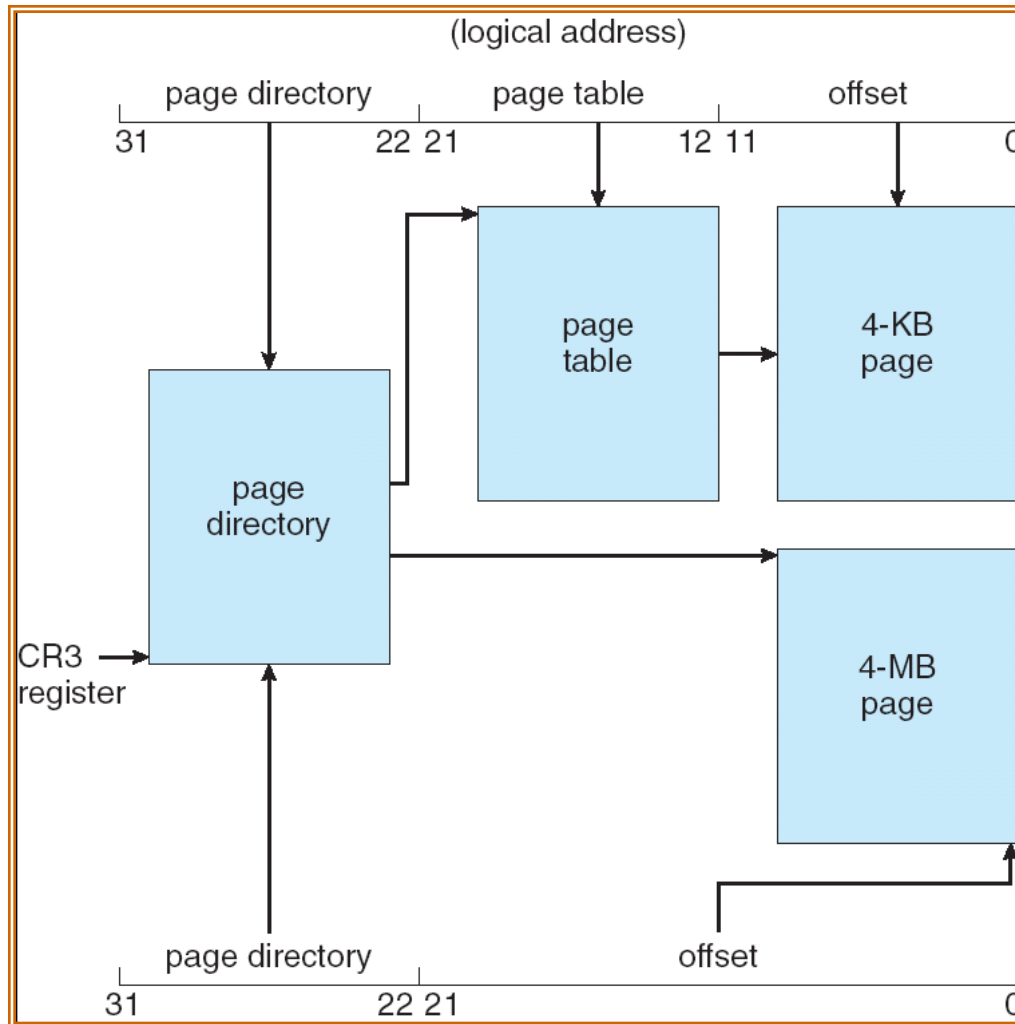 (logical address)
page directory page table offset
31 22 21 12 11 0
page
table
4-KB
page
page
directory
CR3
register
4-MB
page
page directory offset
31 22 21 0